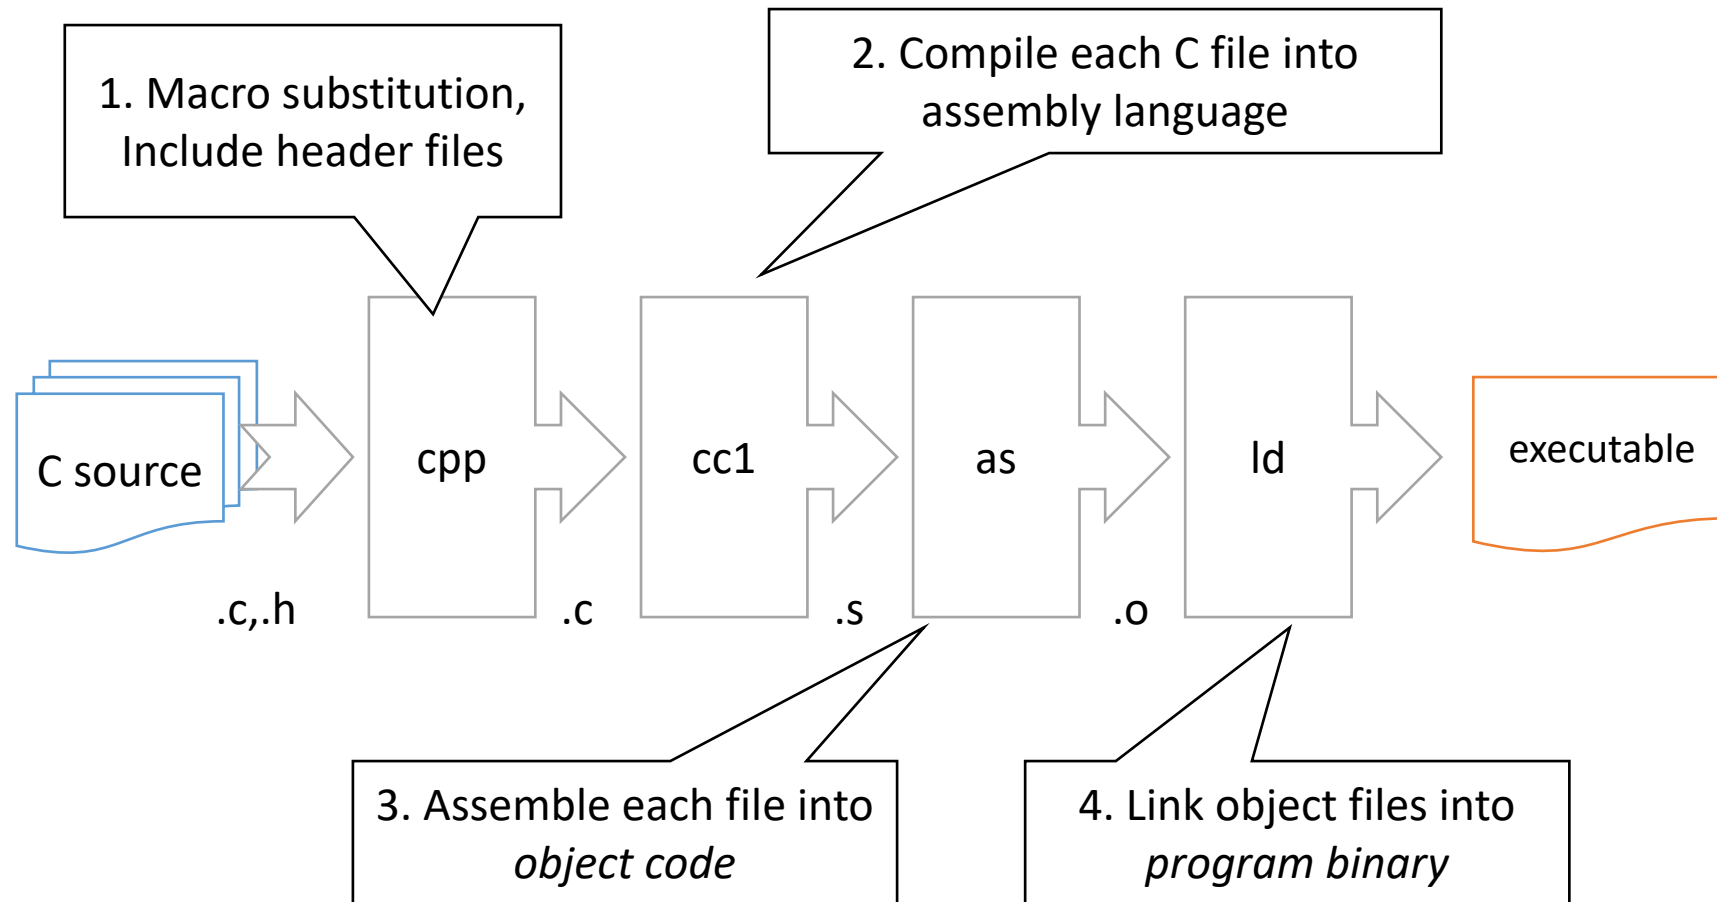 1. Macro substitution,
Include header files
2. Compile each C file into
assembly language
C source
cpp
cc1
as
ld
executable
.c,.h
.c
.s
.o
3. Assemble each file into
object code
4. Link object files into
program binary